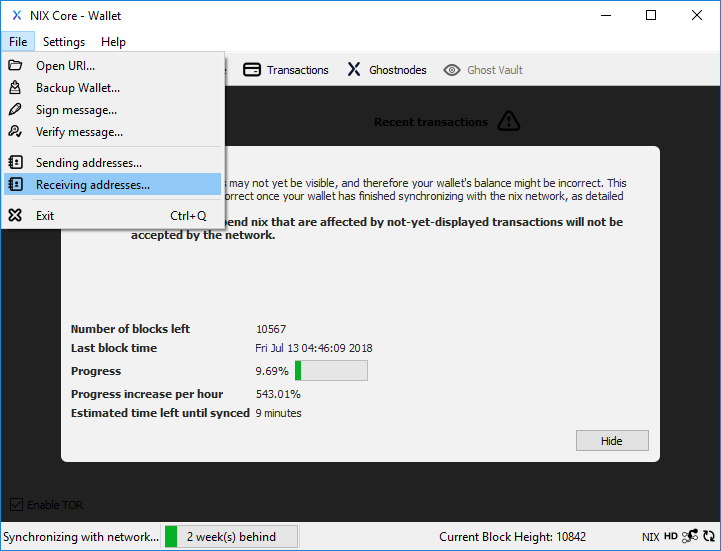 NIX Core - Wallet
File Settings Help
Open URI...
Backup Wallet...
Sign message...
Verify message...
Sending addresses...
Receiving addresses...
Exit Ctrl+Q
Transactions Ghostnodes Ghost Vault
Recent transactions
may not yet be visible, and therefore your wallet's balance might be incorrect. This
once your wallet has finished synchronizing with the nix network, as detailed
nix that are affected by not-yet-displayed transactions will not be
accepted by the network.
Number of blocks left 10567
Last block time Fri Jul 13 04:46:09 2018
Progress 9.69%
Progress increase per hour 543.01%
Estimated time left until synced 9 minutes
Hide
Enable TOR
Synchronizing with network... 2 week(s) behind Current Block Height: 10842 NIX HD